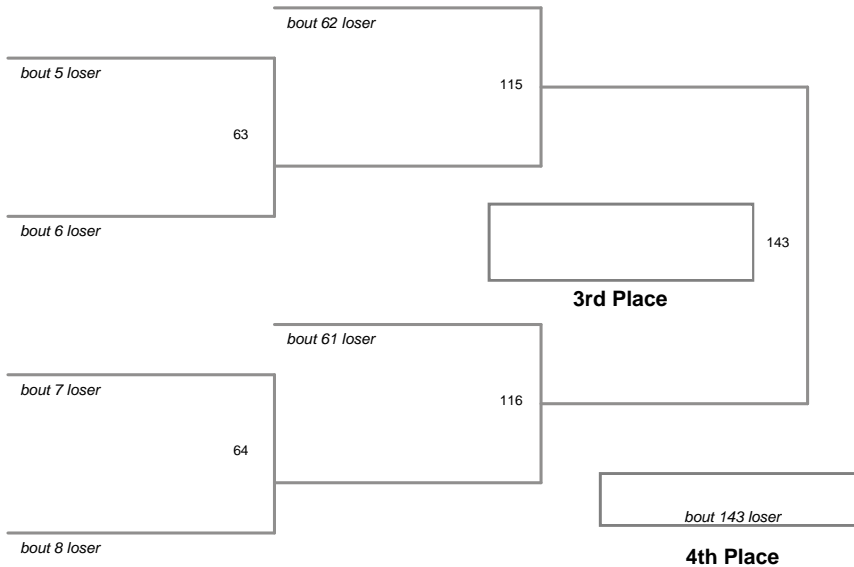 bout 62 loser
bout 5 loser
115
63
bout 6 loser
143
3rd Place
bout 61 loser
bout 7 loser
116
64
bout 143 loser
bout 8 loser
4th Place